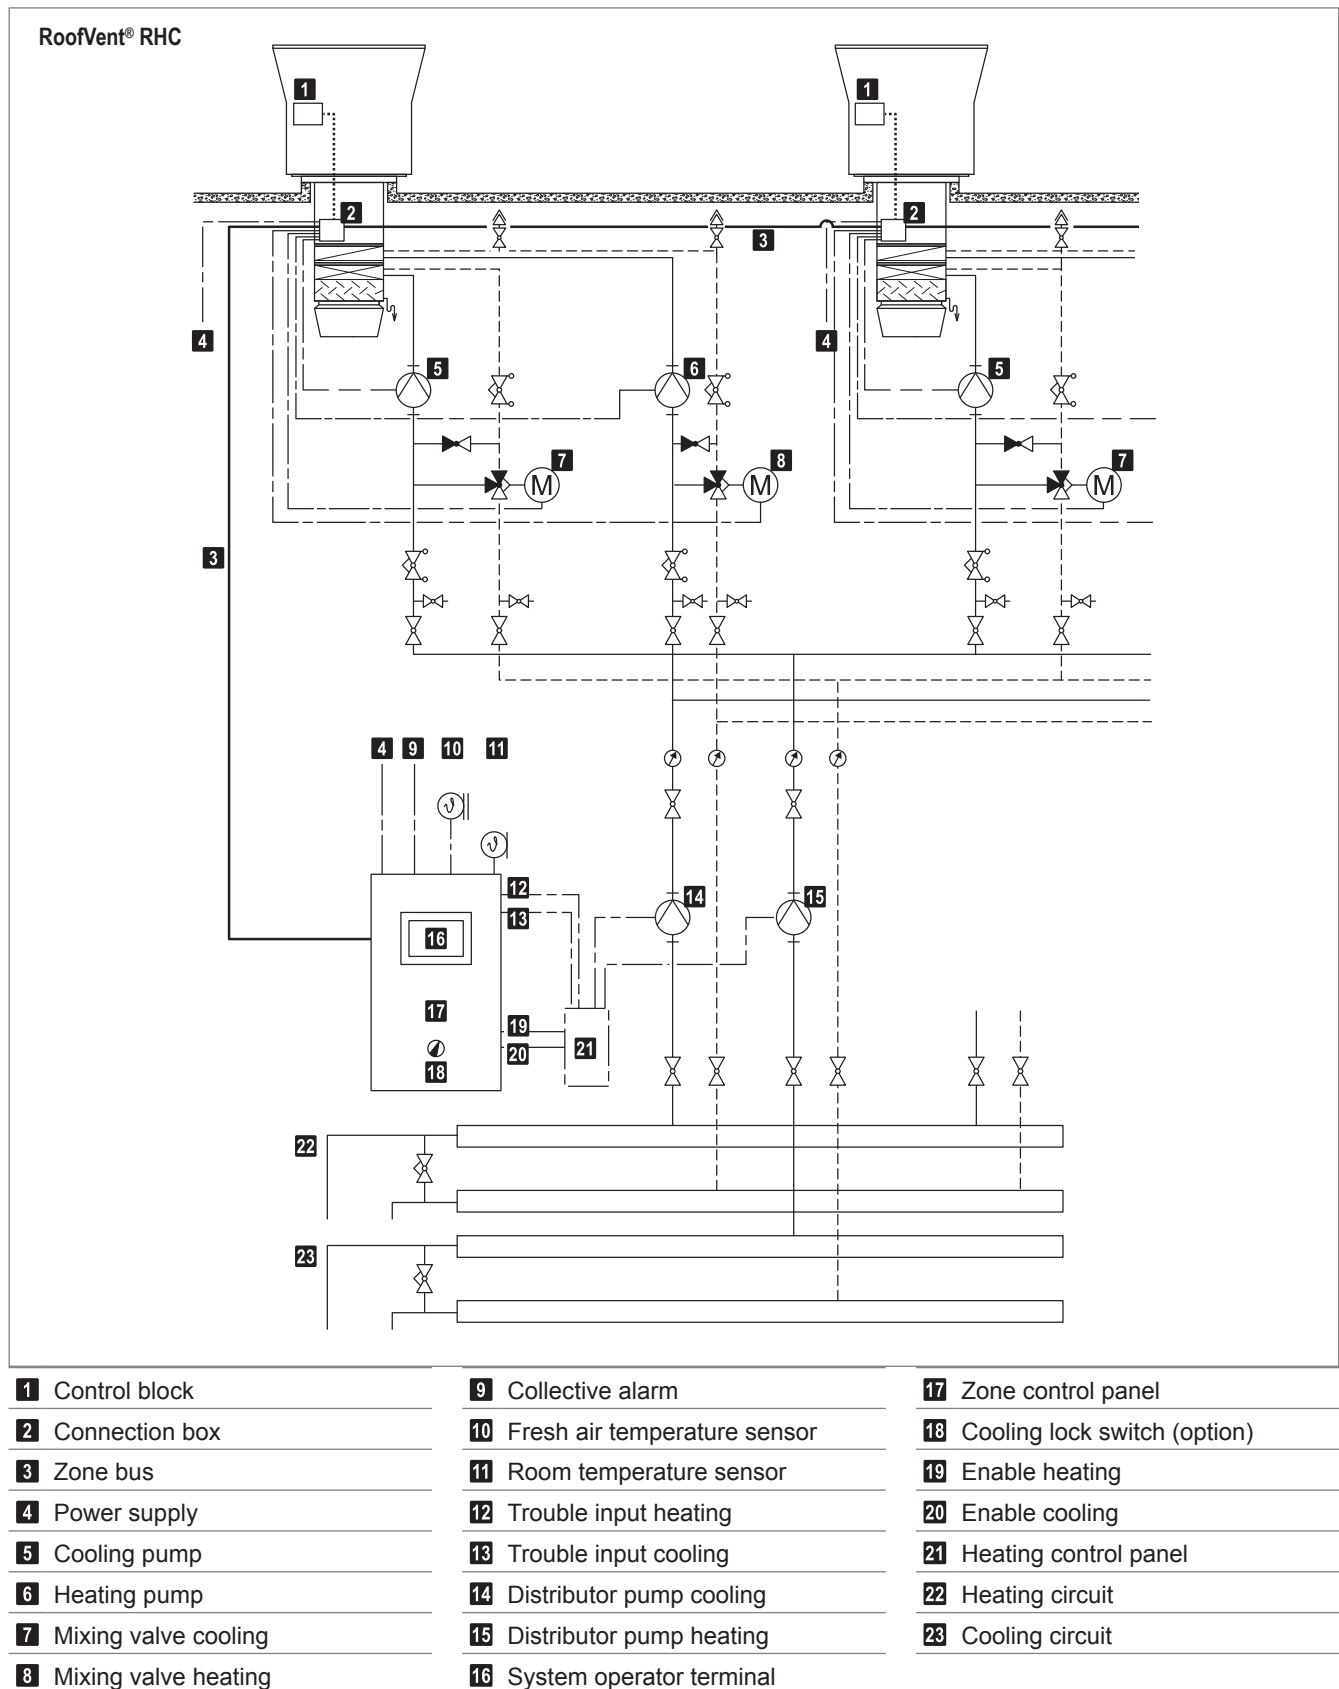 RoofVent® RHC
1
1
2
2
3
4
4
5
6
5
7
8
7
3
4 9 10 11
12
13
14
15
16
17
19
20
21
18
22
23
1 Control block
2 Connection box
3 Zone bus
4 Power supply
5 Cooling pump
6 Heating pump
7 Mixing valve cooling
8 Mixing valve heating
9 Collective alarm
10 Fresh air temperature sensor
11 Room temperature sensor
12 Trouble input heating
13 Trouble input cooling
14 Distributor pump cooling
15 Distributor pump heating
16 System operator terminal
17 Zone control panel
18 Cooling lock switch (option)
19 Enable heating
20 Enable cooling
21 Heating control panel
22 Heating circuit
23 Cooling circuit
M
M
M
ϑ
ϑ